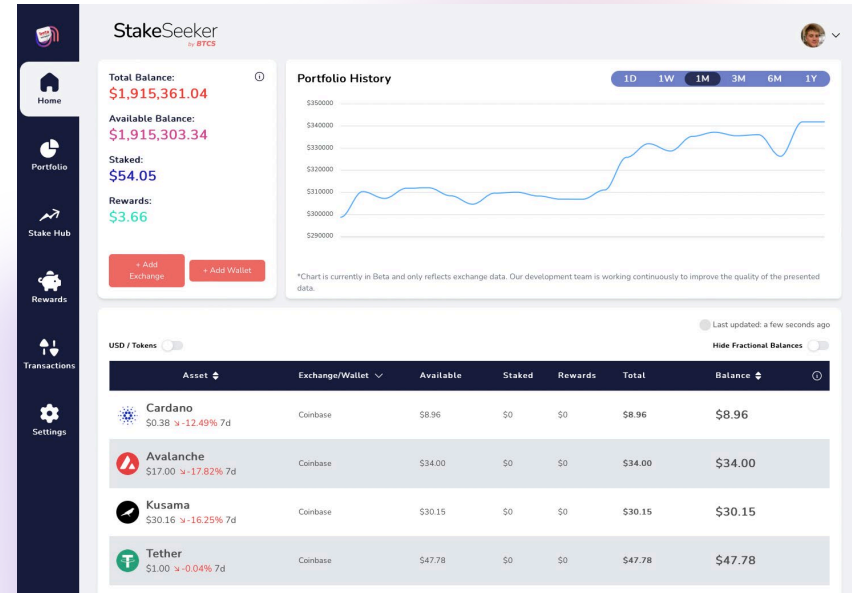 StakeSeeker
by BTCS
Home
Portfolio
Stake Hub
Rewards
Transactions
Settings
Total Balance:
$1,915,361.04
Available Balance:
$1,915,303.34
Staked:
$54.05
Rewards:
$3.66
+ Add Exchange
+ Add Wallet
Portfolio History
1D 1W 1M 3M 6M 1Y
$350000
$340000
$330000
$320000
$310000
$300000
$290000
*Chart is currently in Beta and only reflects exchange data. Our development team is working continuously to improve the quality of the presented
data.
Last updated: a few seconds ago
USD / Tokens
Hide Fractional Balances
Asset Exchange/Wallet Available Staked Rewards Total Balance
Cardano
$0.38 -12.49% 7d Coinbase $8.96 $0 $0 $8.96 $8.96
Avalanche
$17.00 -17.82% 7d Coinbase $34.00 $0 $0 $34.00 $34.00
Kusama
$30.16 -16.25% 7d Coinbase $30.15 $0 $0 $30.15 $30.15
Tether
$1.00 -0.04% 7d Coinbase $47.78 $0 $0 $47.78 $47.78